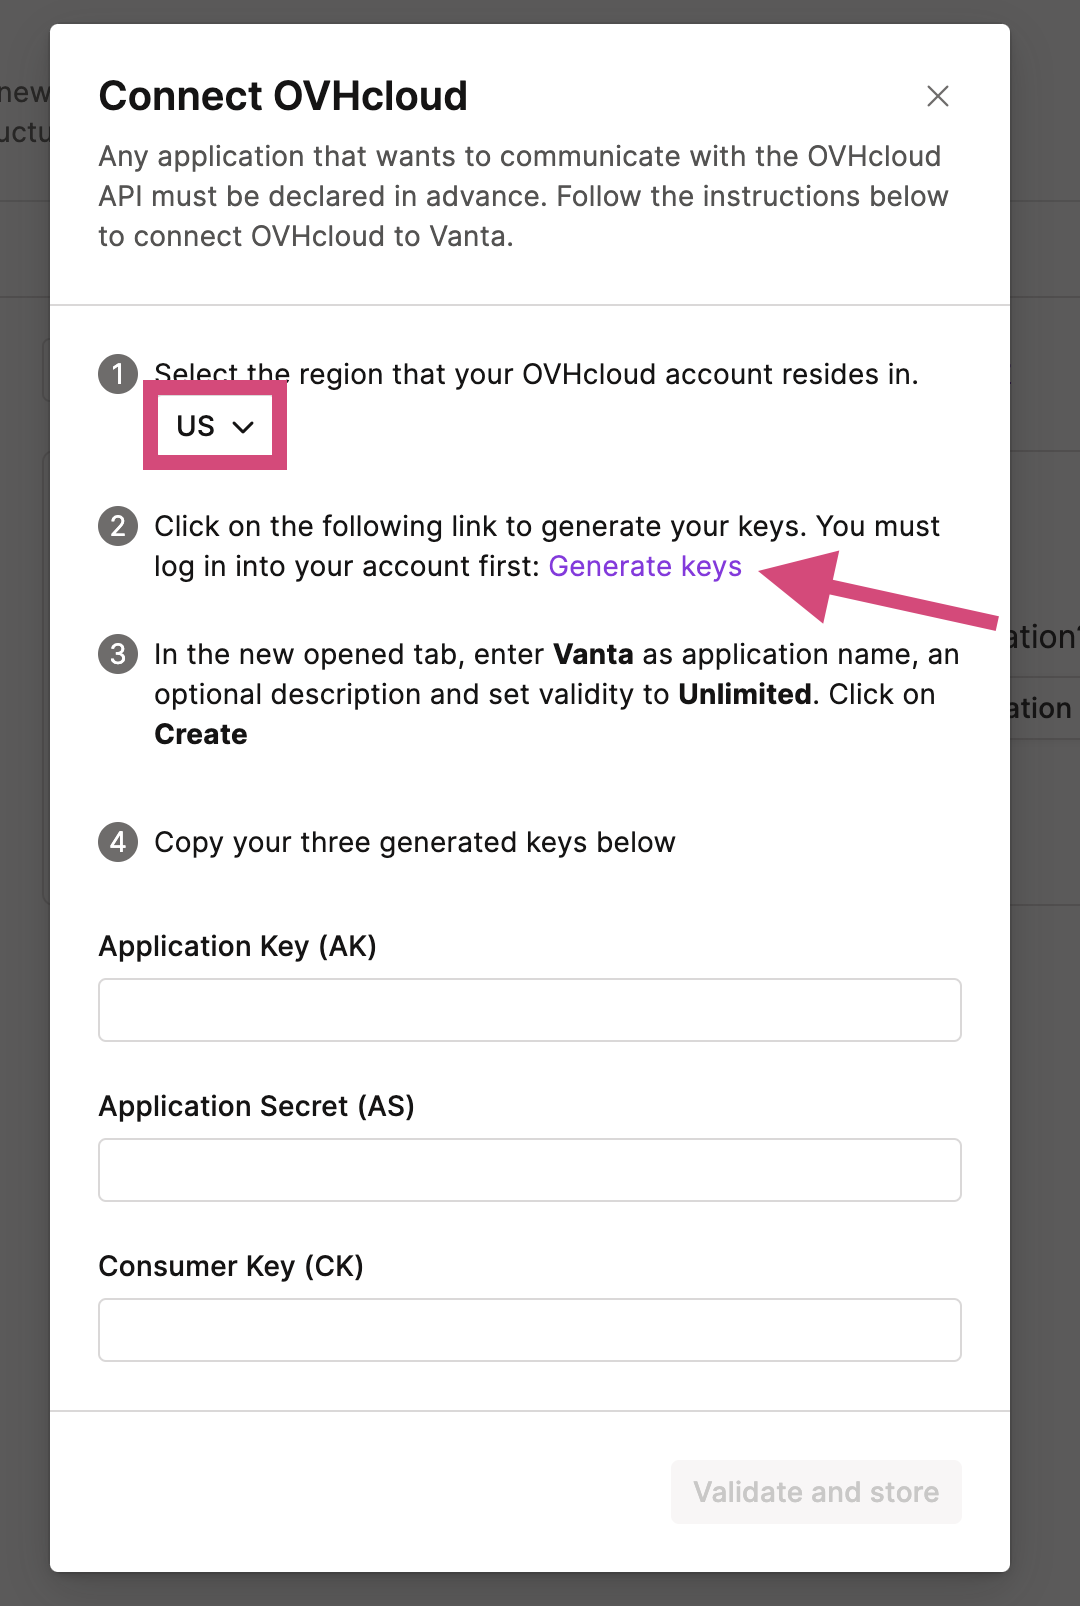 Connect OVHcloud
Any application that wants to communicate with the OVHcloud
API must be declared in advance. Follow the instructions below
to connect OVHcloud to Vanta.
1 Select the region that your OVHcloud account resides in.
US
2 Click on the following link to generate your keys. You must
log in into your account first: Generate keys
3 In the new opened tab, enter Vanta as application name, an
optional description and set validity to Unlimited. Click on
Create
4 Copy your three generated keys below
Application Key (AK)
Application Secret (AS)
Consumer Key (CK)
Validate and store
new